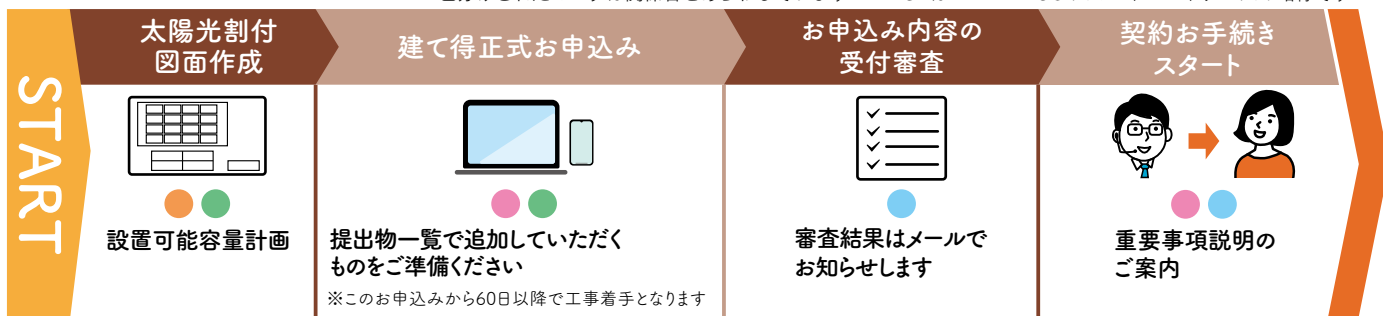 START
太陽光割付
図面作成
設置可能容量計画
建て得正式お申込み
提出物一覧で追加していただく
ものをご準備ください
※このお申込みから60日以降で工事着手となります
お申込み内容の
受付審査
審査結果はメールで
お知らせします
契約お手続き
スタート
重要事項説明の
ご案内